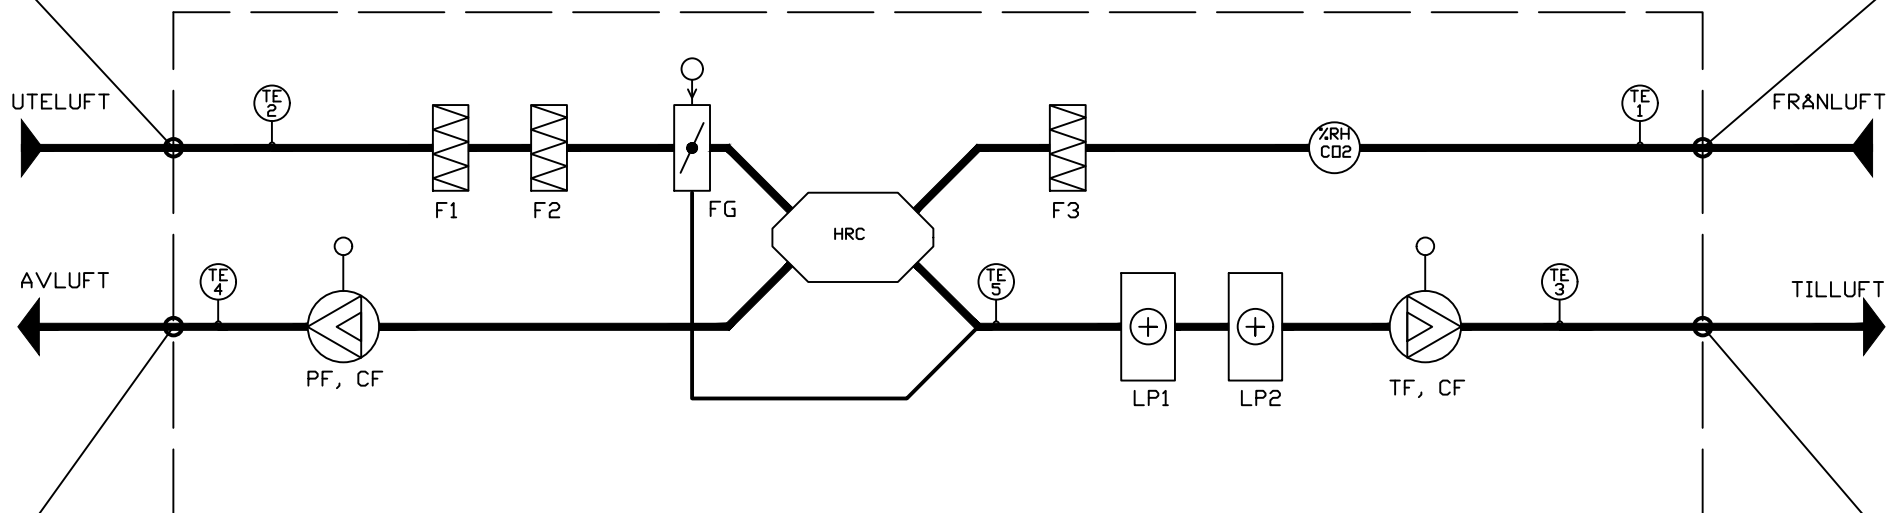 UTELUFT
TE
2
%RH
CO2
TE
1
FRÅNLUFT
F1
F2
FG
F3
HRC
AVLUFT
TE
4
TE
5
TE
3
TILLUFT
PF, CF
LP1
LP2
TF, CF